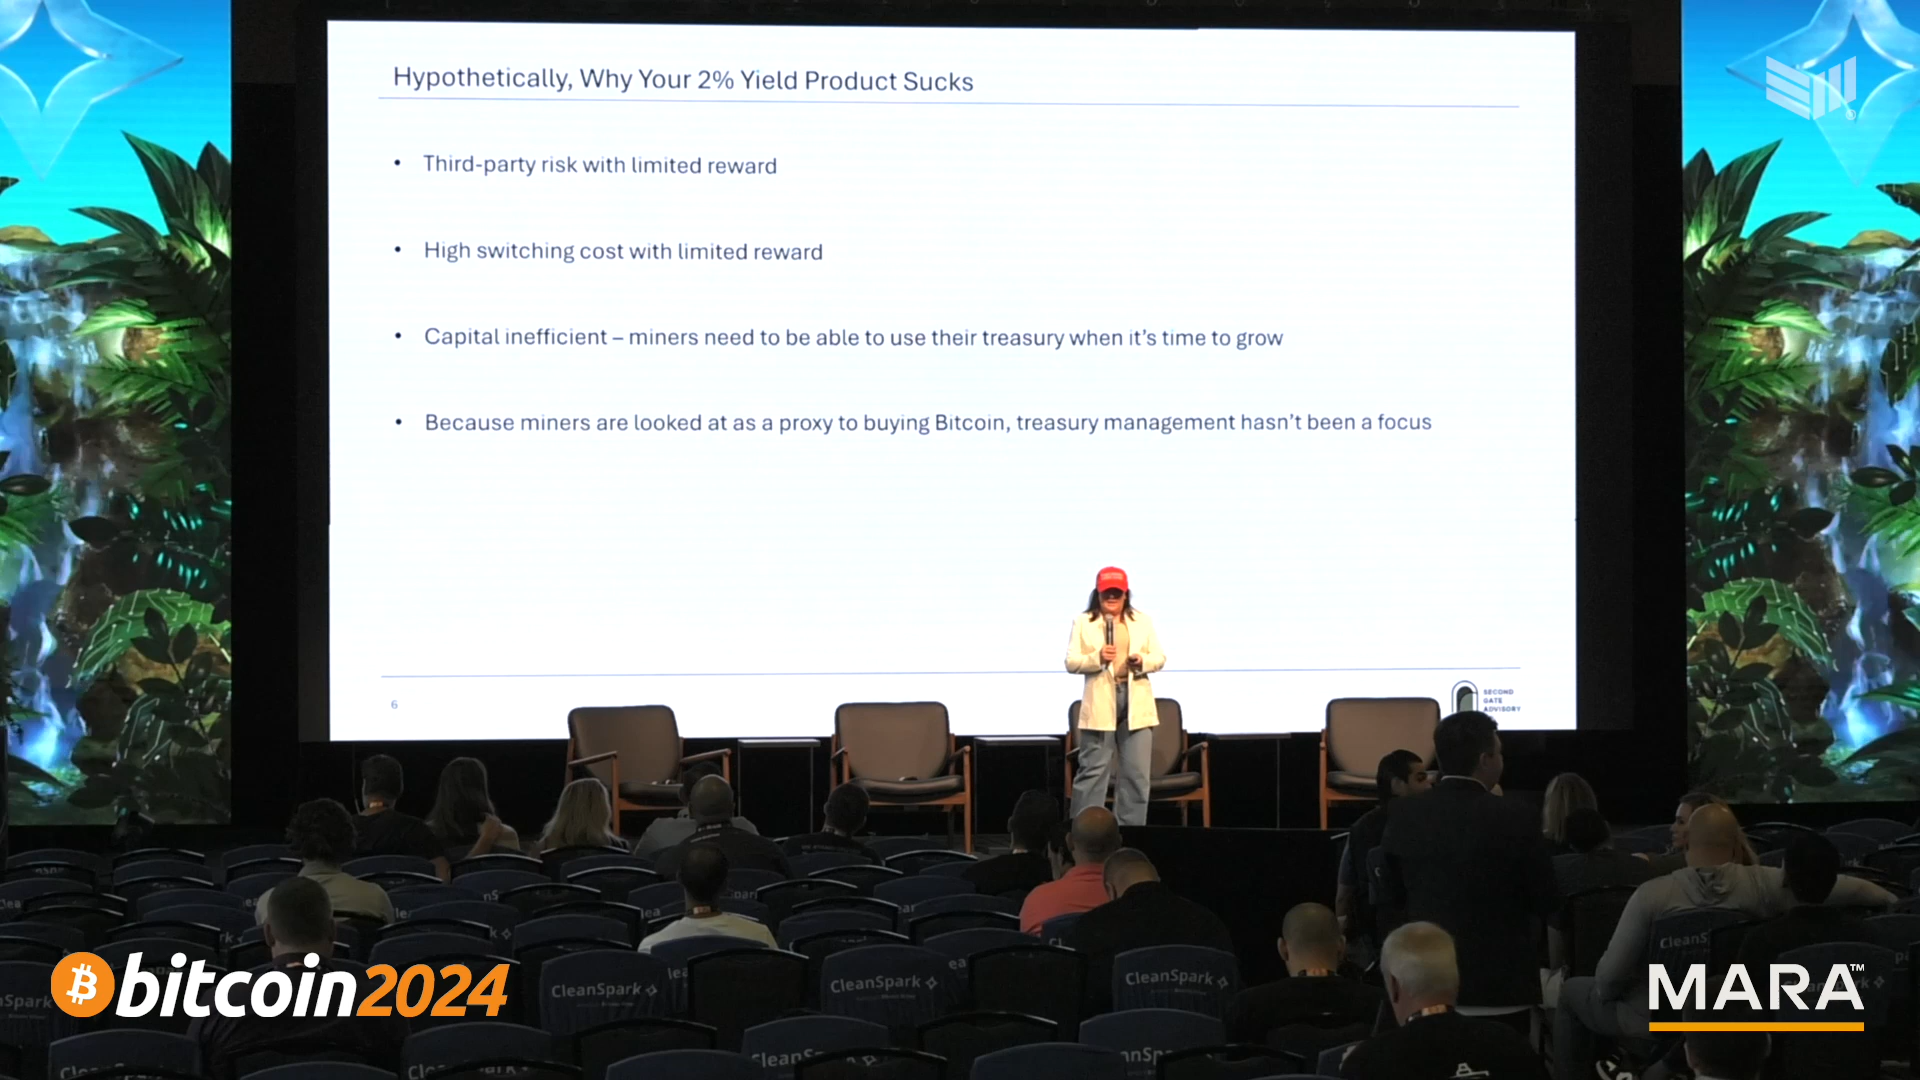 Hypothetically, Why Your 2% Yield Product Sucks
• Third-party risk with limited reward
• High switching cost with limited reward
• Capital inefficient – miners need to be able to use their treasury when it's time to grow
• Because miners are looked at as a proxy to buying Bitcoin, treasury management hasn't been a focus
6
SECOND
GATE
ADVISORY
CleanSpark
CleanSpark
CleanSpark
bitcoin2024
MARA™